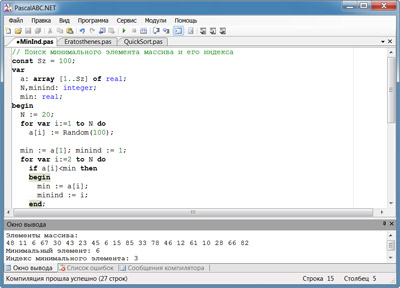 PascalABC.NET
Файл Правка Вид Программа Сервис Модули Помощь
•MinInd.pas Eratosthenes.pas QuickSort.pas
// Поиск минимального элемента массива и его индекса
const Sz = 100;
var
a: array [1..Sz] of real;
N,minind: integer;
min: real;
begin
N := 20;
for var i:=1 to N do
a[i] := Random(100);
min := a[1]; minind := 1;
for var i:=2 to N do
if a[i]<min then
begin
min := a[i];
minind := i;
end;
Окно вывода
Элементы массива:
48 11 6 67 30 43 23 45 6 15 85 33 78 46 12 61 10 28 66 82
Минимальный элемент: 6
Индекс минимального элемента: 3
Окно вывода Список ошибок Сообщения компилятора
Компиляция прошла успешно (27 строк) Строка 15 Столбец 5